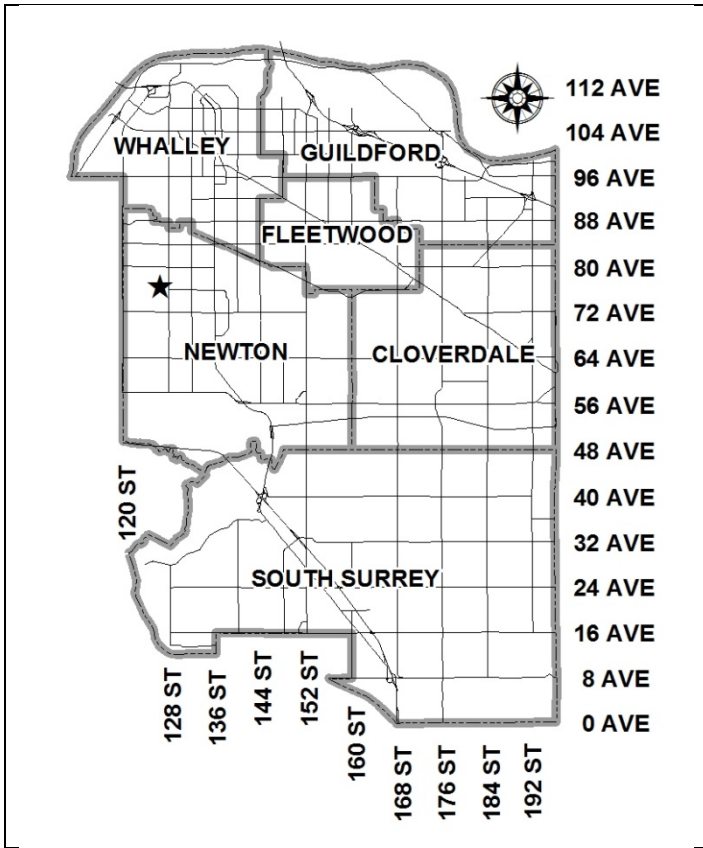 112 AVE
104 AVE
WHALLEY
GUILDFORD
96 AVE
88 AVE
FLEETWOOD
80 AVE
72 AVE
NEWTON
CLOVERDALE
64 AVE
56 AVE
48 AVE
120 ST
40 AVE
32 AVE
SOUTH SURREY
24 AVE
16 AVE
128 ST
136 ST
144 ST
152 ST
160 ST
8 AVE
0 AVE
168 ST
176 ST
184 ST
192 ST